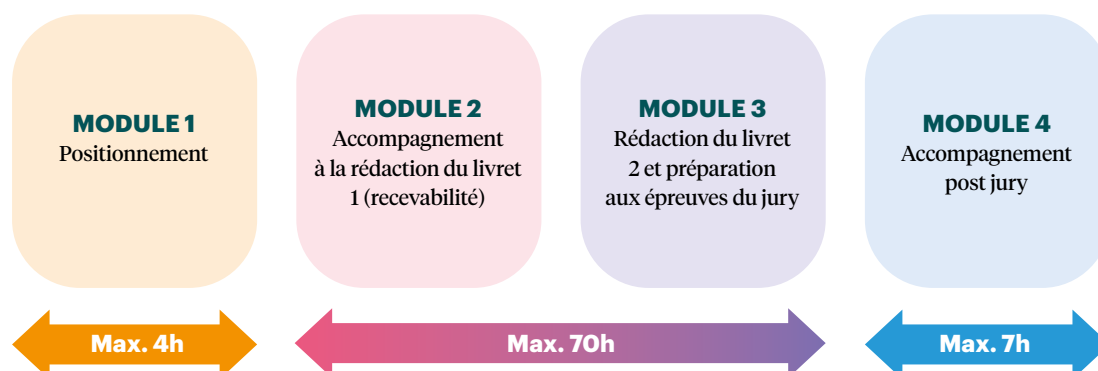 MODULE 1
Positionnement
MODULE 2
Accompagnement
à la rédaction du livret
1 (recevabilité)
MODULE 3
Rédaction du livret
2 et préparation
aux épreuves du jury
MODULE 4
Accompagnement
post jury
Max. 4h
Max. 70h
Max. 7h